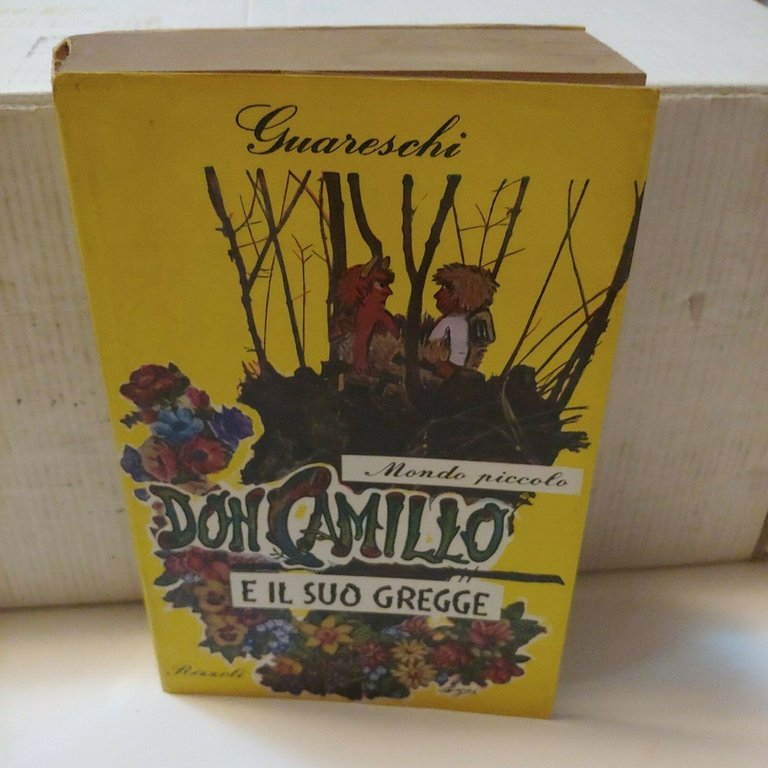 Guareschi
Mondo piccolo
DON CAMILLO
E IL SUO GREGGE
Rizzoli